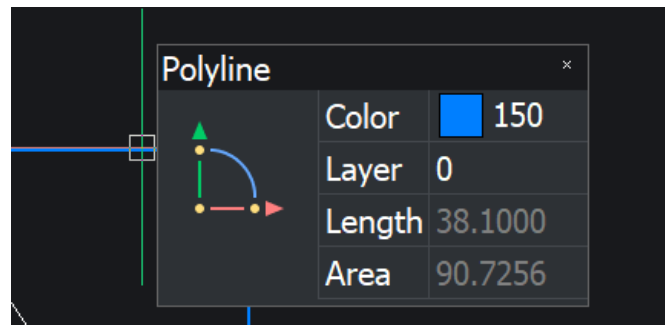 Polyline
Color 150
Layer 0
Length 38.1000
Area 90.7256